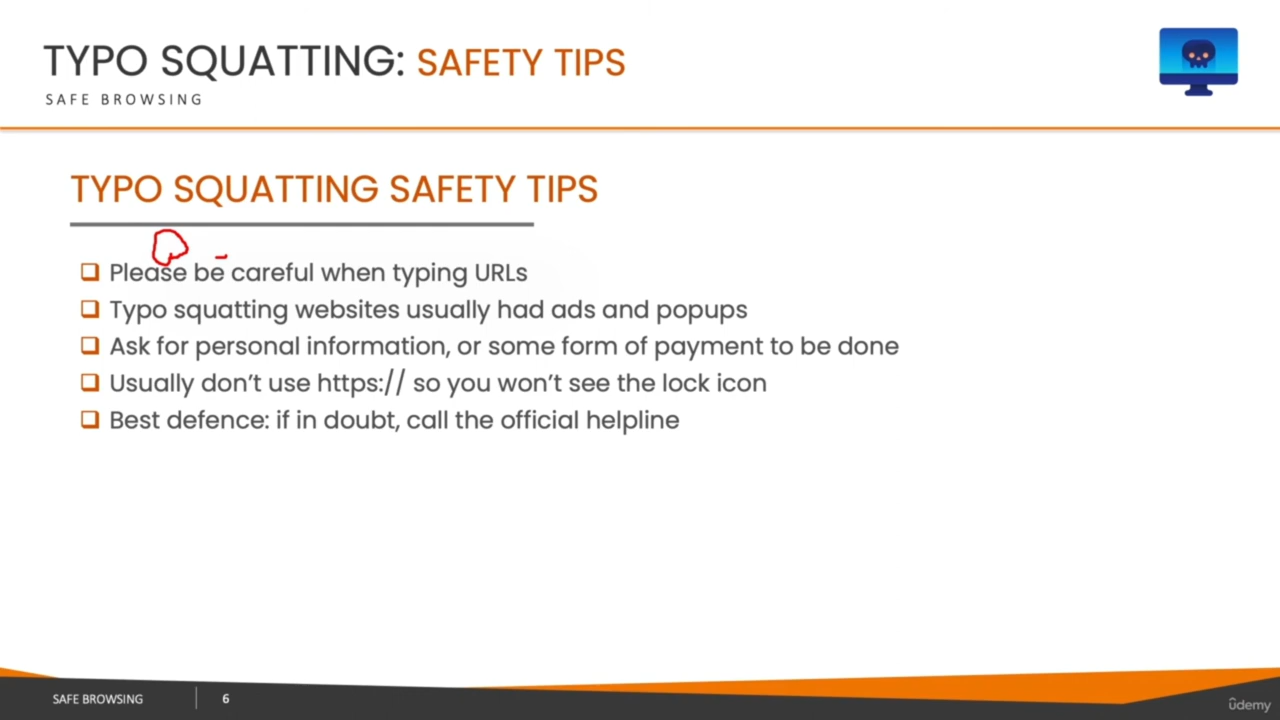 TYPO SQUATTING: SAFETY TIPS
SAFE BROWSING
TYPO SQUATTING SAFETY TIPS
Please be careful when typing URLs
Typo squatting websites usually had ads and popups
Ask for personal information, or some form of payment to be done
Usually don’t use https:// so you won’t see the lock icon
Best defence: if in doubt, call the official helpline
SAFE BROWSING 6
ûdemy